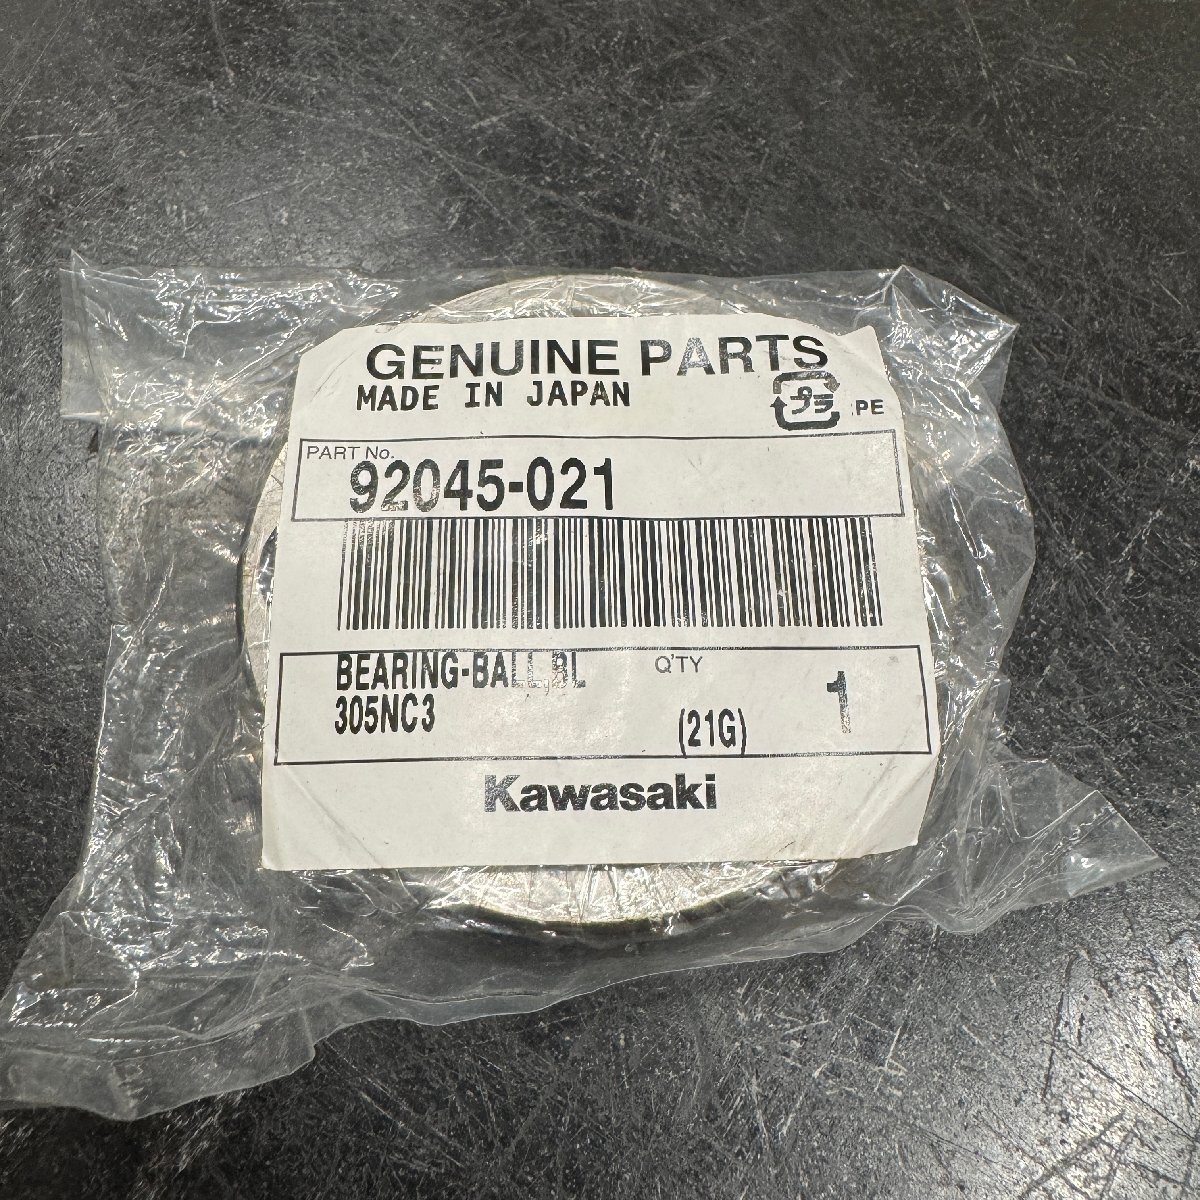 GENUINE PARTS
MADE IN JAPAN
プラ
:PE
PART No.
92045-021
BEARING-BALL,BL
Q'TY
1
305NC3
(21G)
Kawasaki